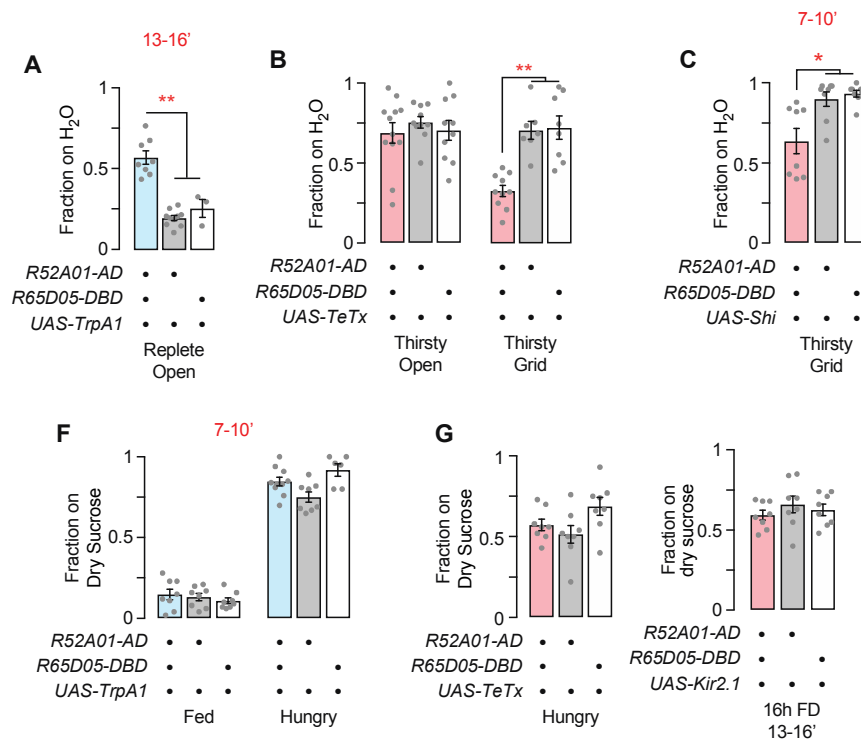 A
13-16'
**
Fraction on H2O
1
0.5
0
R52A01-AD • •
R65D05-DBD • •
UAS-TrpA1 • • •
Replete
Open
B
**
Fraction on H2O
1
0.5
0
R52A01-AD • • • •
R65D05-DBD • • • •
UAS-TeTx • • • • • •
Thirsty
Open
Thirsty
Grid
C
7-10'
*
Fraction on H2O
1
0.5
0
R52A01-AD • •
R65D05-DBD • •
UAS-Shi • • •
Thirsty
Grid
F
7-10'
Fraction on
Dry Sucrose
1
0.5
0
R52A01-AD • • • •
R65D05-DBD • • • •
UAS-TrpA1 • • • • • •
Fed
Hungry
G
Fraction on
Dry Sucrose
1
0.5
0
R52A01-AD • •
R65D05-DBD • •
UAS-TeTx • • •
Hungry
Fraction on
dry sucrose
1
0.5
0
R52A01-AD • •
R65D05-DBD • •
UAS-Kir2.1 • • •
16h FD
13-16'